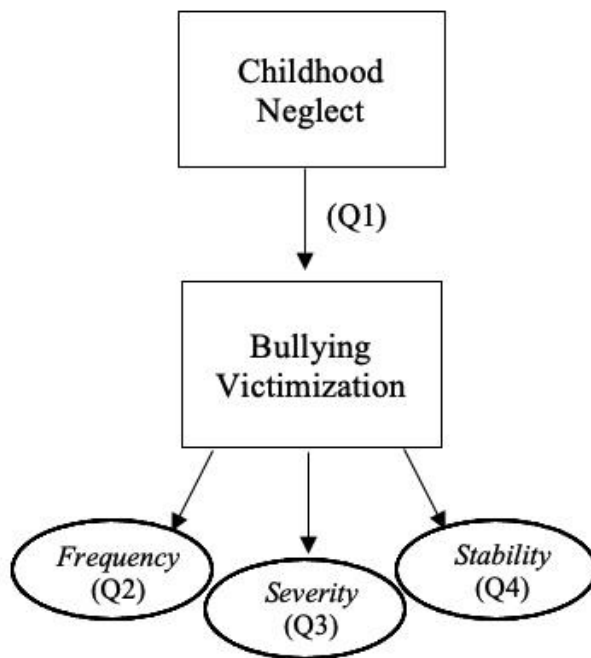 Childhood
Neglect
(Q1)
Bullying
Victimization
Frequency
(Q2)
Severity
(Q3)
Stability
(Q4)